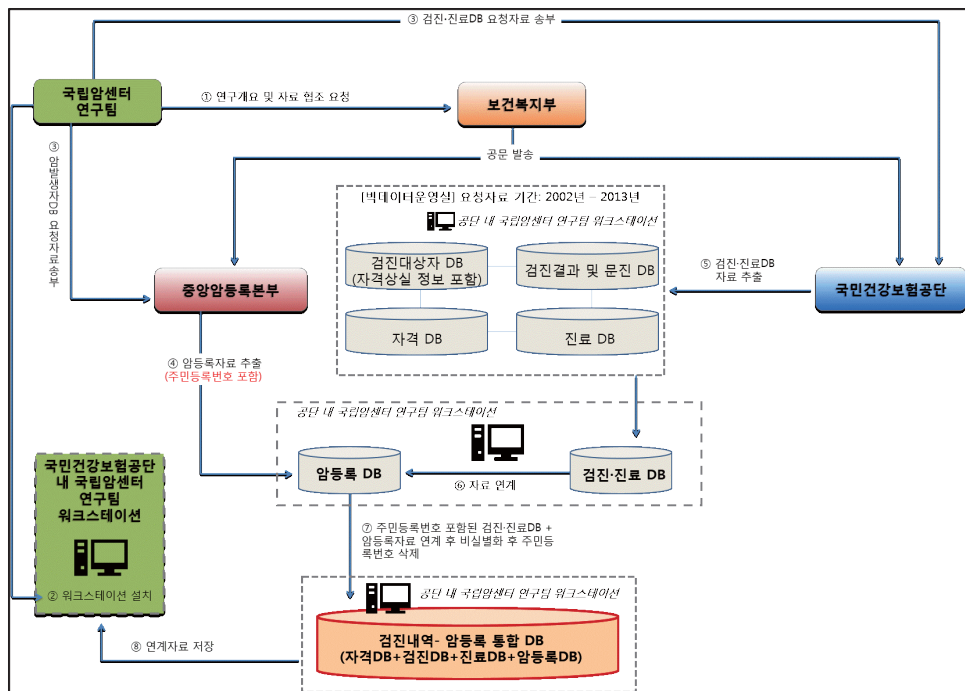 ③ 검진·진료DB 요청자료 송부
국립암센터
연구팀
① 연구개요 및 자료 협조 요청
보건복지부
공문 발송
③ 암발생자DB 요청자료송부
[빅데이터운영실] 요청자료 기간: 2002년 – 2013년
공단 내 국립암센터 연구팀 워크스테이션
검진대상자 DB
(자격상실 정보 포함)
검진결과 및 문진 DB
자격 DB
진료 DB
⑤ 검진·진료DB
자료 추출
중앙암등록본부
국민건강보험공단
④ 암등록자료 추출
(주민등록번호 포함)
공단 내 국립암센터 연구팀 워크스테이션
암등록 DB
검진·진료 DB
⑥ 자료 연계
국민건강보험공단
내 국립암센터
연구팀
워크스테이션
② 워크스테이션 설치
⑦ 주민등록번호 포함된 검진·진료DB +
암등록자료 연계 후 비실별화 후 주민등
록번호 삭제
공단 내 국립암센터 연구팀 워크스테이션
검진내역- 암등록 통합 DB
(자격DB+검진DB+진료DB+암등록DB)
⑧ 연계자료 저장